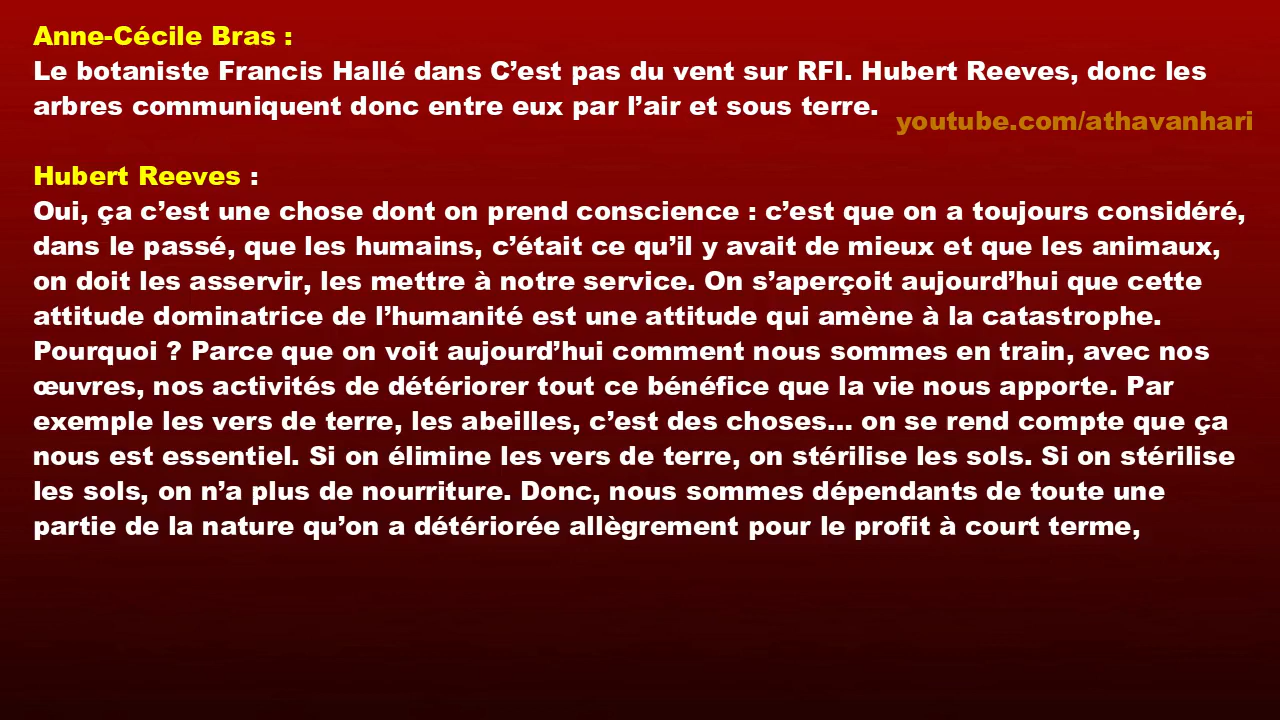 Anne-Cécile Bras :
Le botaniste Francis Hallé dans C’est pas du vent sur RFI. Hubert Reeves, donc les
arbres communiquent donc entre eux par l’air et sous terre.
youtube.com/athavanhari
Hubert Reeves :
Oui, ça c’est une chose dont on prend conscience : c’est que on a toujours considéré,
dans le passé, que les humains, c’était ce qu’il y avait de mieux et que les animaux,
on doit les asservir, les mettre à notre service. On s’aperçoit aujourd’hui que cette
attitude dominatrice de l’humanité est une attitude qui amène à la catastrophe.
Pourquoi ? Parce que on voit aujourd’hui comment nous sommes en train, avec nos
œuvres, nos activités de détériorer tout ce bénéfice que la vie nous apporte. Par
exemple les vers de terre, les abeilles, c’est des choses… on se rend compte que ça
nous est essentiel. Si on élimine les vers de terre, on stérilise les sols. Si on stérilise
les sols, on n’a plus de nourriture. Donc, nous sommes dépendants de toute une
partie de la nature qu’on a détériorée allègrement pour le profit à court terme,